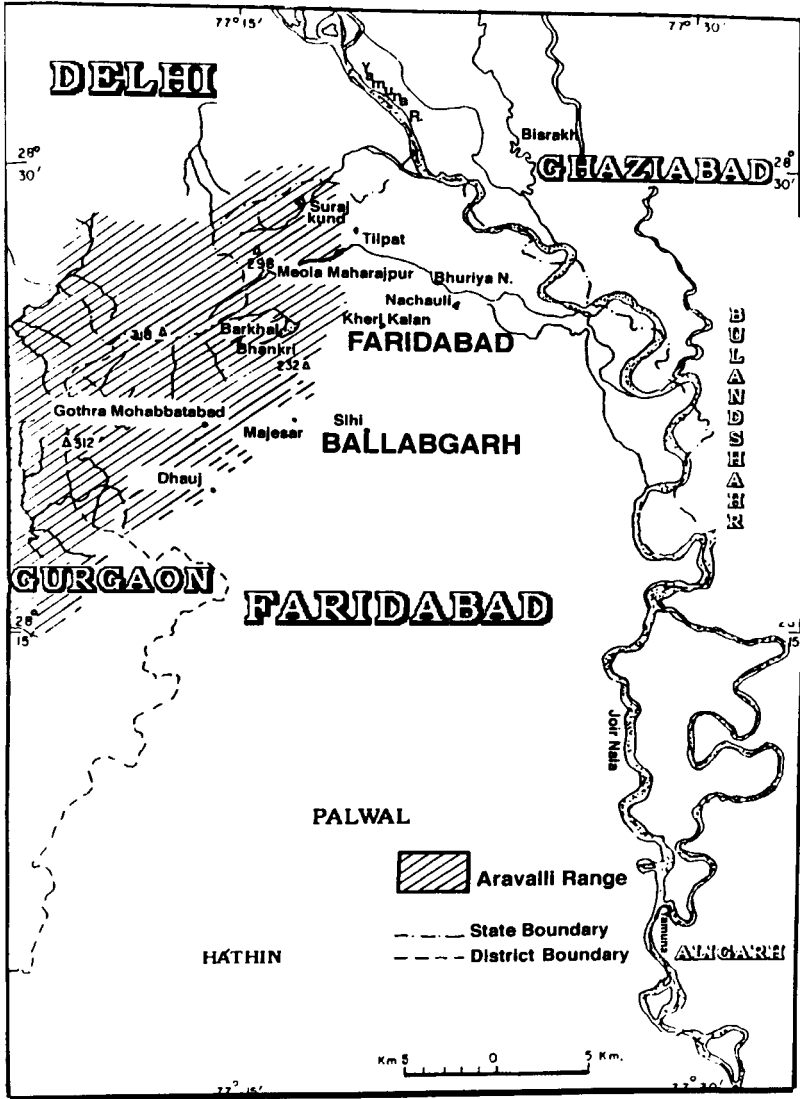 77° 15'
77° 30'
DELHI
Yamuna R.
Bisrakh
28° 30'
GHAZIABAD
28° 30'
Suraj kund
Tilpat
298
Meola Maharajpur
Bhuriya N.
Nachauli
Kheri Kalan
318
Barkhal
Bhankri
FARIDABAD
232
BULANDSHAHR
Gothra Mohabbatabad
Majesar
Sihi
BALLABGARH
312
Dhauj
GURGAON
FARIDABAD
28° 15'
Joir Nala
PALWAL
Aravalli Range
State Boundary
District Boundary
HATHIN
Yamuna
ALIGARH
Km 5 0 5 Km.
77° 15'
77° 30'